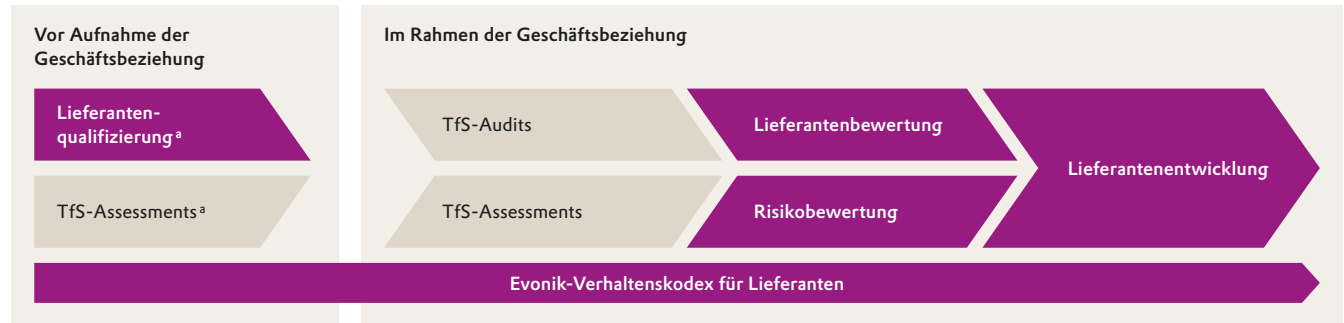 Vor Aufnahme der
Geschäftsbeziehung
Lieferanten-
qualifizierung a
TfS-Assessments a
Im Rahmen der Geschäftsbeziehung
TfS-Audits
Lieferantenbewertung
TfS-Assessments
Risikobewertung
Lieferantenentwicklung
Evonik-Verhaltenskodex für Lieferanten